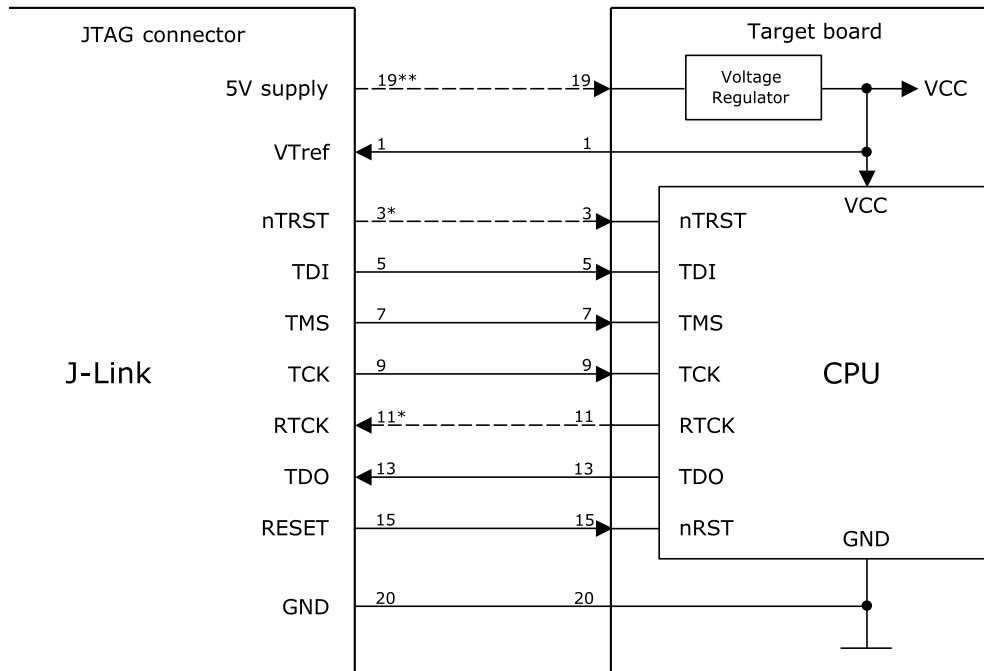 JTAG connector
Target board
5V supply 19** 19 Voltage Regulator VCC
VTref 1 1
VCC
nTRST 3* 3 nTRST
TDI 5 5 TDI
TMS 7 7 TMS
J-Link TCK 9 9 TCK CPU
RTCK 11* 11 RTCK
TDO 13 13 TDO
RESET 15 15 nRST
GND
GND 20 20